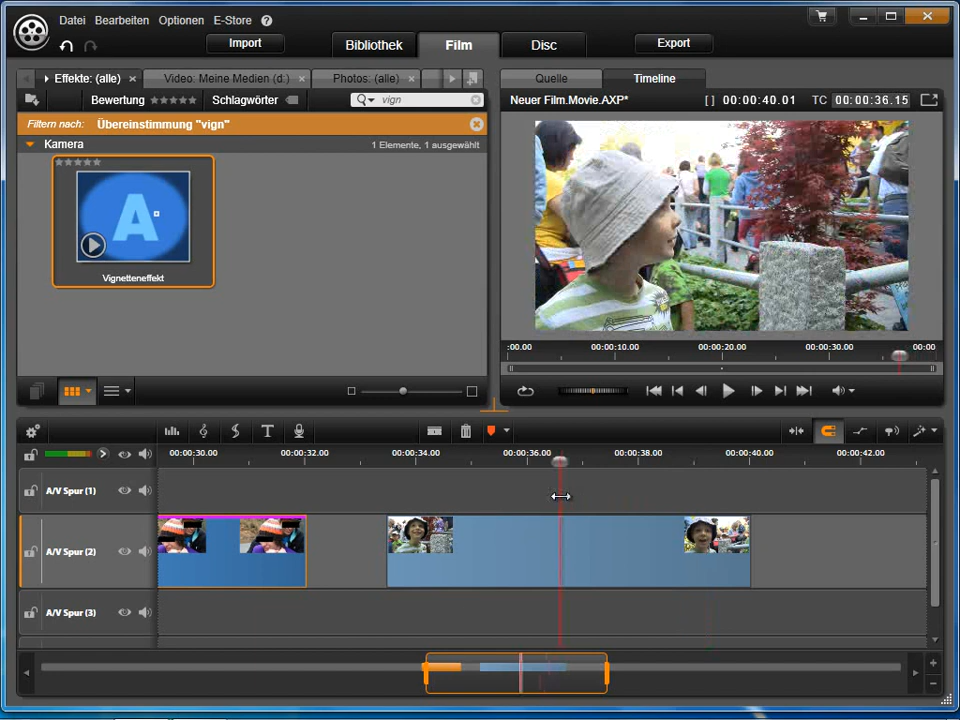 Datei Bearbeiten Optionen E-Store ?
Import Bibliothek Film Disc Export
Effekte: (alle) Video: Meine Medien (d:) Photos: (alle)
Bewertung Schlagwörter vign
Filtern nach: Übereinstimmung "vign"
Kamera 1 Elemente, 1 ausgewählt
A
Vignetteneffekt
Quelle Timeline
Neuer Film.Movie.AXP* [ ] 00:00:40.01 TC 00:00:36.15
:00.00 00:00:10.00 00:00:20.00 00:00:30.00 00:00
00:00:30.00 00:00:32.00 00:00:34.00 00:00:36.00 00:00:38.00 00:00:40.00 00:00:42.00
A/V Spur (1)
A/V Spur (2)
A/V Spur (3)